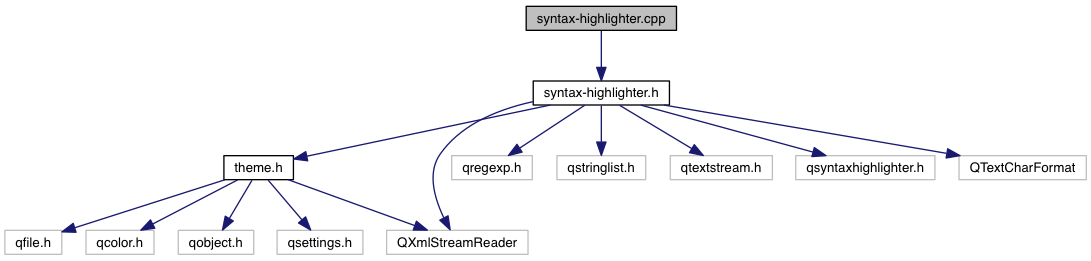 syntax-highlighter.cpp
syntax-highlighter.h
theme.h
qregexp.h
qstringlist.h
qtextstream.h
qsyntaxhighlighter.h
QTextCharFormat
qfile.h
qcolor.h
qobject.h
qsettings.h
QXmlStreamReader